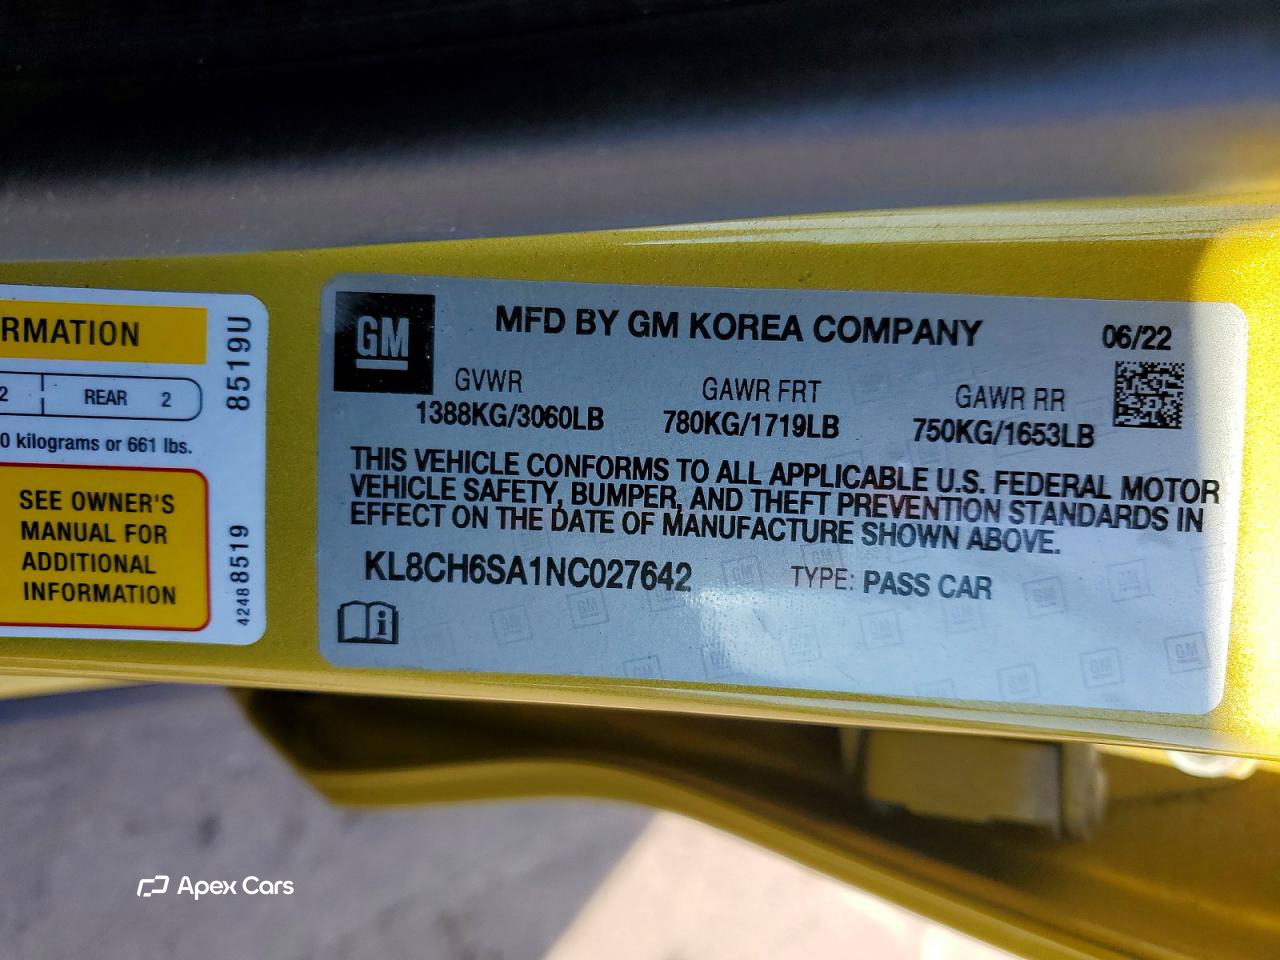 RMATION
2 REAR 2
0 kilograms or 661 lbs.
SEE OWNER'S
MANUAL FOR
ADDITIONAL
INFORMATION
8519U
42488519
GM
MFD BY GM KOREA COMPANY 06/22
GVWR GAWR FRT GAWR RR
1388KG/3060LB 780KG/1719LB 750KG/1653LB
THIS VEHICLE CONFORMS TO ALL APPLICABLE U.S. FEDERAL MOTOR
VEHICLE SAFETY, BUMPER, AND THEFT PREVENTION STANDARDS IN
EFFECT ON THE DATE OF MANUFACTURE SHOWN ABOVE.
KL8CH6SA1NC027642 TYPE: PASS CAR
Apex Cars